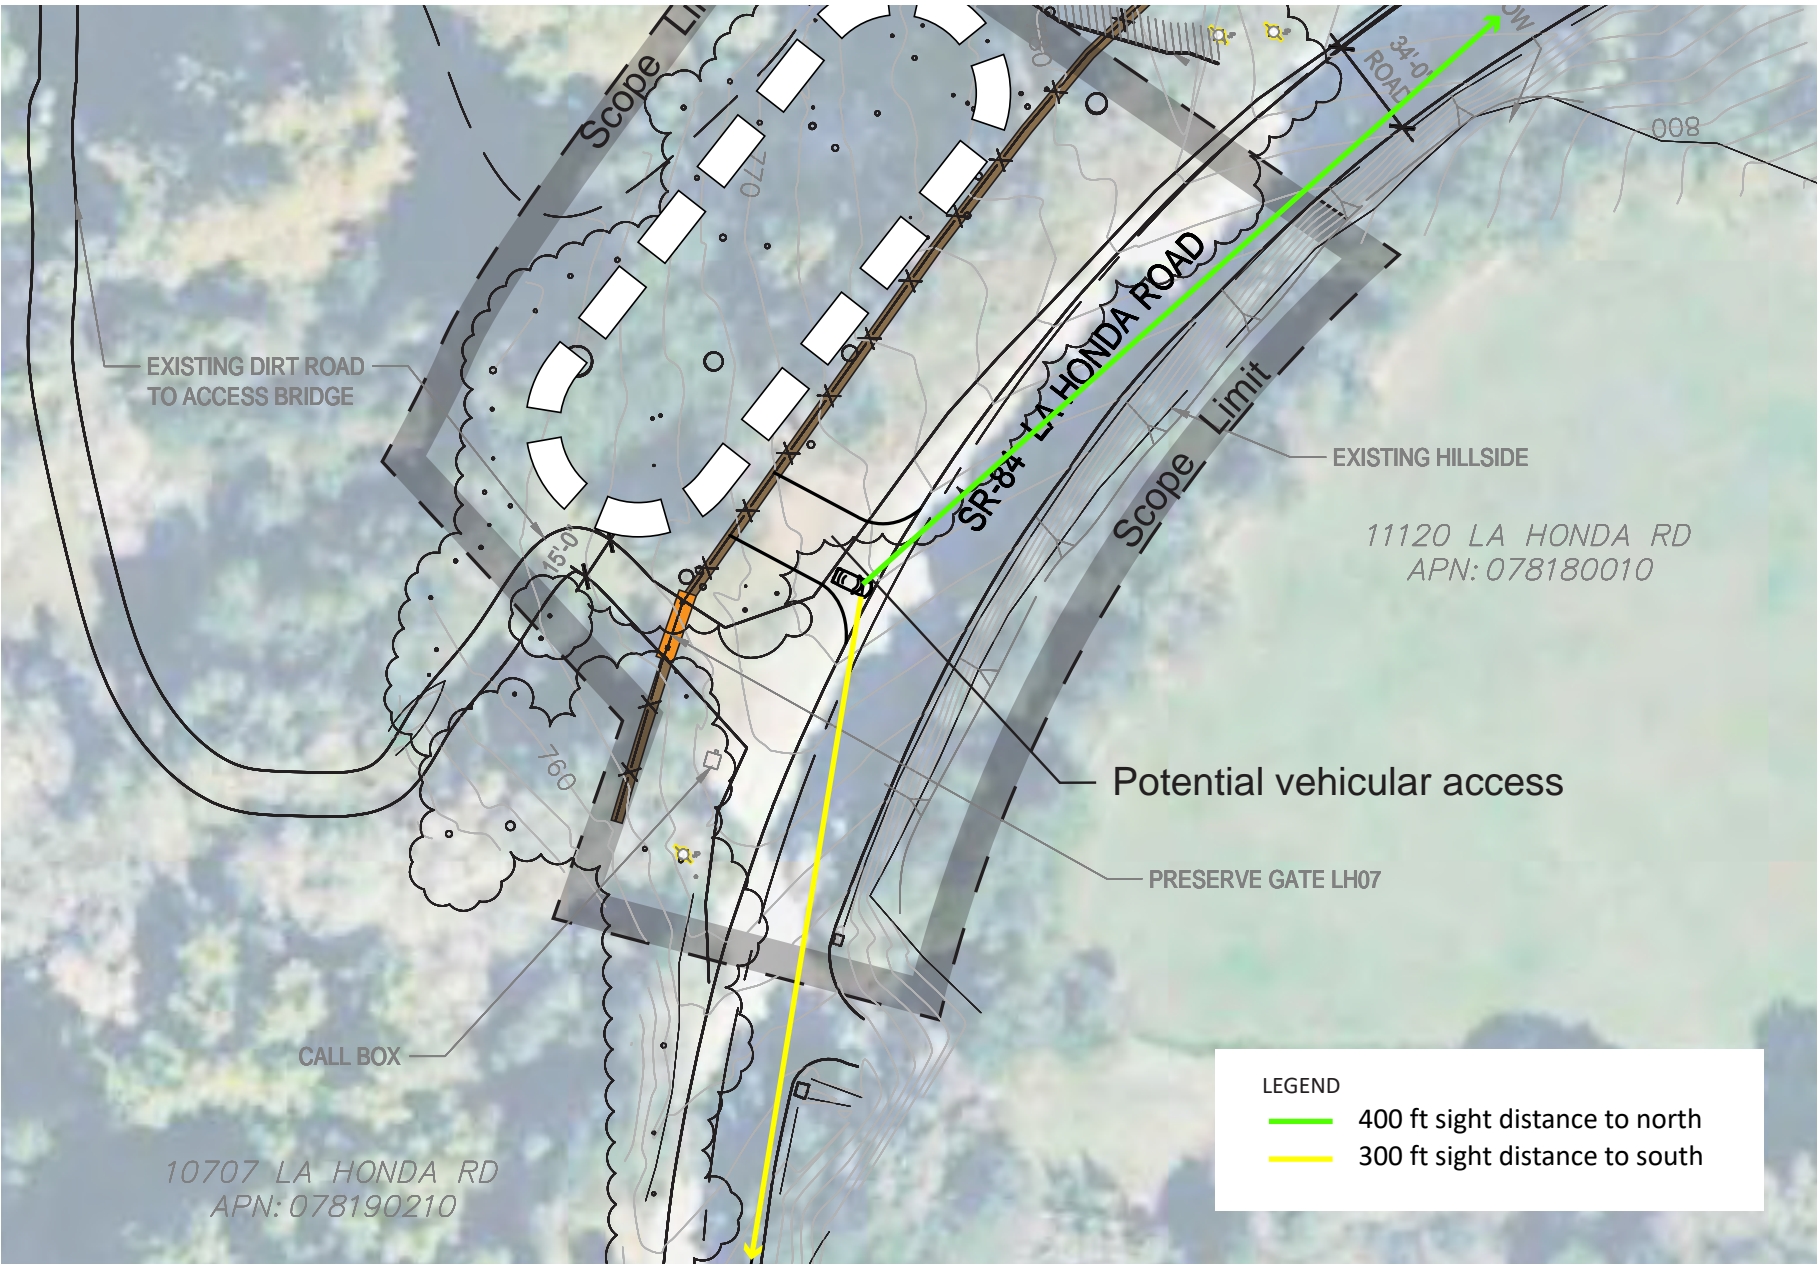 Scope
34'-0"
ROAD
770
800
EXISTING DIRT ROAD
TO ACCESS BRIDGE
SR-84 LA HONDA ROAD
Scope Limit
EXISTING HILLSIDE
11120 LA HONDA RD
APN: 078180010
15'-0"
760
Potential vehicular access
PRESERVE GATE LH07
CALL BOX
10707 LA HONDA RD
APN: 078190210
LEGEND
400 ft sight distance to north
300 ft sight distance to south